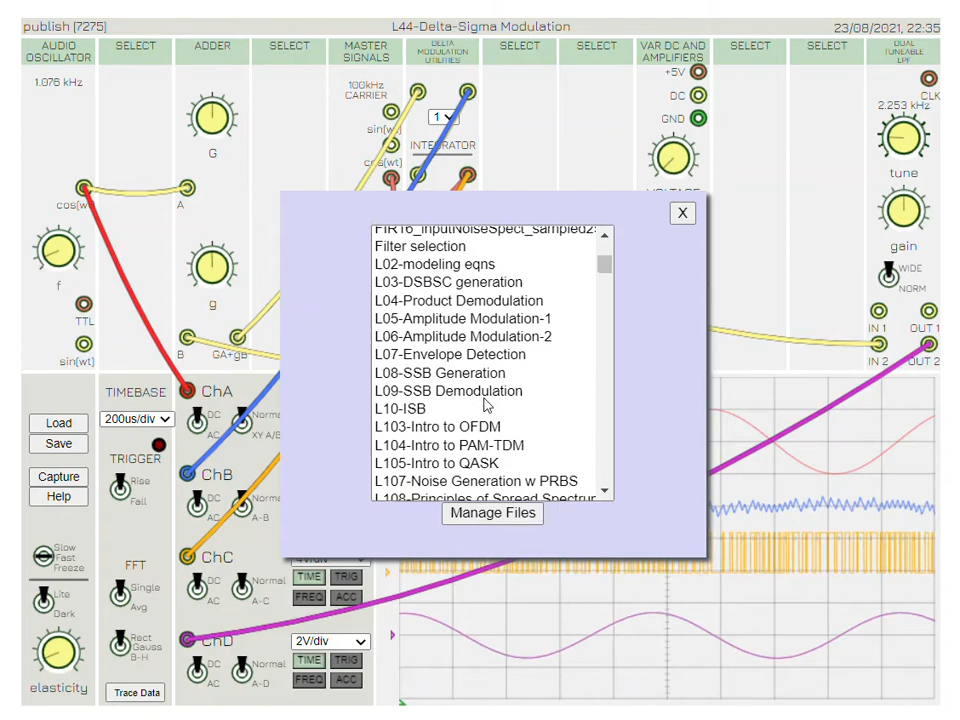 publish [7275]
L44-Delta-Sigma Modulation
23/08/2021, 22:35
AUDIO OSCILLATOR
SELECT
ADDER
SELECT
MASTER SIGNALS
DELTA MODULATION UTILITIES
SELECT
SELECT
VAR DC AND AMPLIFIERS
SELECT
SELECT
DUAL TUNEABLE LPF
1.076 kHz
100kHz
CARRIER
+5V
DC
GND
CLK
2.253 kHz
sin(wt)
1
G
INTEGRATOR
cos(wt)
tune
cos(wt)
A
X
gain
f
g
WIDE
NORM
TTL
IN 1
OUT 1
sin(wt)
B
GA+gB
IN 2
OUT 2
Filter selection
L02-modeling eqns
L03-DSBSC generation
L04-Product Demodulation
L05-Amplitude Modulation-1
L06-Amplitude Modulation-2
L07-Envelope Detection
L08-SSB Generation
L09-SSB Demodulation
L10-ISB
L103-Intro to OFDM
L104-Intro to PAM-TDM
L105-Intro to QASK
L107-Noise Generation w PRBS
L108-Principles of Spread Spectrum
Manage Files
TIMEBASE
200us/div
TRIGGER
Rise
Fall
FFT
Single
Avg
Rect
Gauss
B-H
Trace Data
Load
Save
Capture
Help
Slow
Fast
Freeze
Lite
Dark
elasticity
ChA
DC
AC
Normal
XY A/B
ChB
DC
AC
Normal
A-B
ChC
DC
AC
Normal
A-C
TIME
TRIG
FREQ
ACC
ChD
2V/div
DC
AC
Normal
A-D
TIME
TRIG
FREQ
ACC